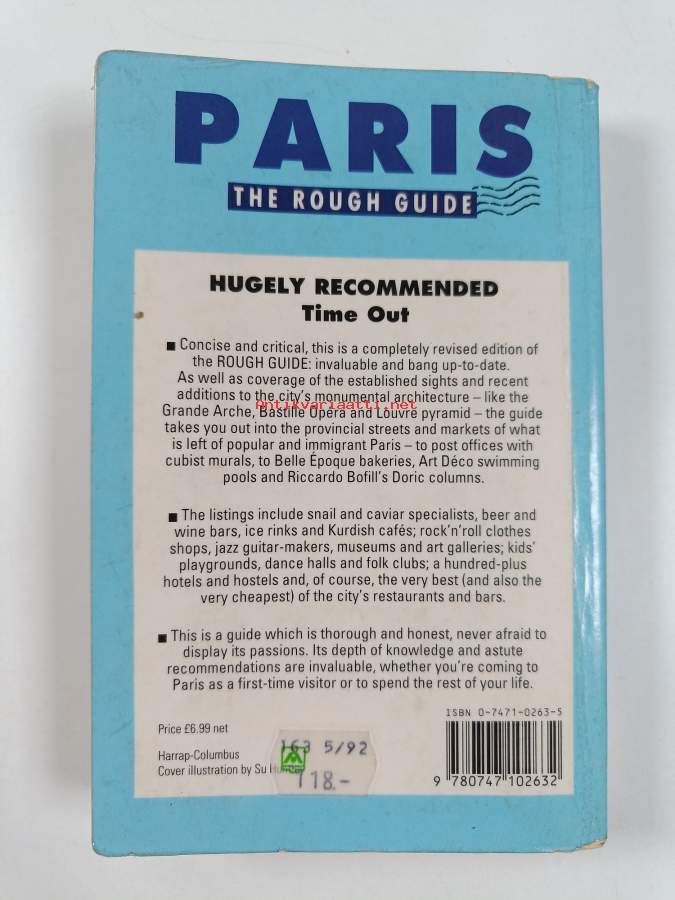 PARIS
THE ROUGH GUIDE
HUGELY RECOMMENDED
Time Out
■ Concise and critical, this is a completely revised edition of
the ROUGH GUIDE: invaluable and bang up-to-date.
As well as coverage of the established sights and recent
additions to the city's monumental architecture – like the
Antikvariaatti.net
Grande Arche, Bastille Opéra and Louvre pyramid – the guide
takes you out into the provincial streets and markets of what
is left of popular and immigrant Paris – to post offices with
cubist murals, to Belle Époque bakeries, Art Déco swimming
pools and Riccardo Bofill's Doric columns.
■ The listings include snail and caviar specialists, beer and
wine bars, ice rinks and Kurdish cafés; rock'n'roll clothes
shops, jazz guitar-makers, museums and art galleries; kids'
playgrounds, dance halls and folk clubs; a hundred-plus
hotels and hostels and, of course, the very best (and also the
very cheapest) of the city's restaurants and bars.
■ This is a guide which is thorough and honest, never afraid to
display its passions. Its depth of knowledge and astute
recommendations are invaluable, whether you're coming to
Paris as a first-time visitor or to spend the rest of your life.
ISBN 0-7471-0263-5
Price £6.99 net
163 5/92
Harrap-Columbus
Cover illustration by Su
118.-
9 780747 102632